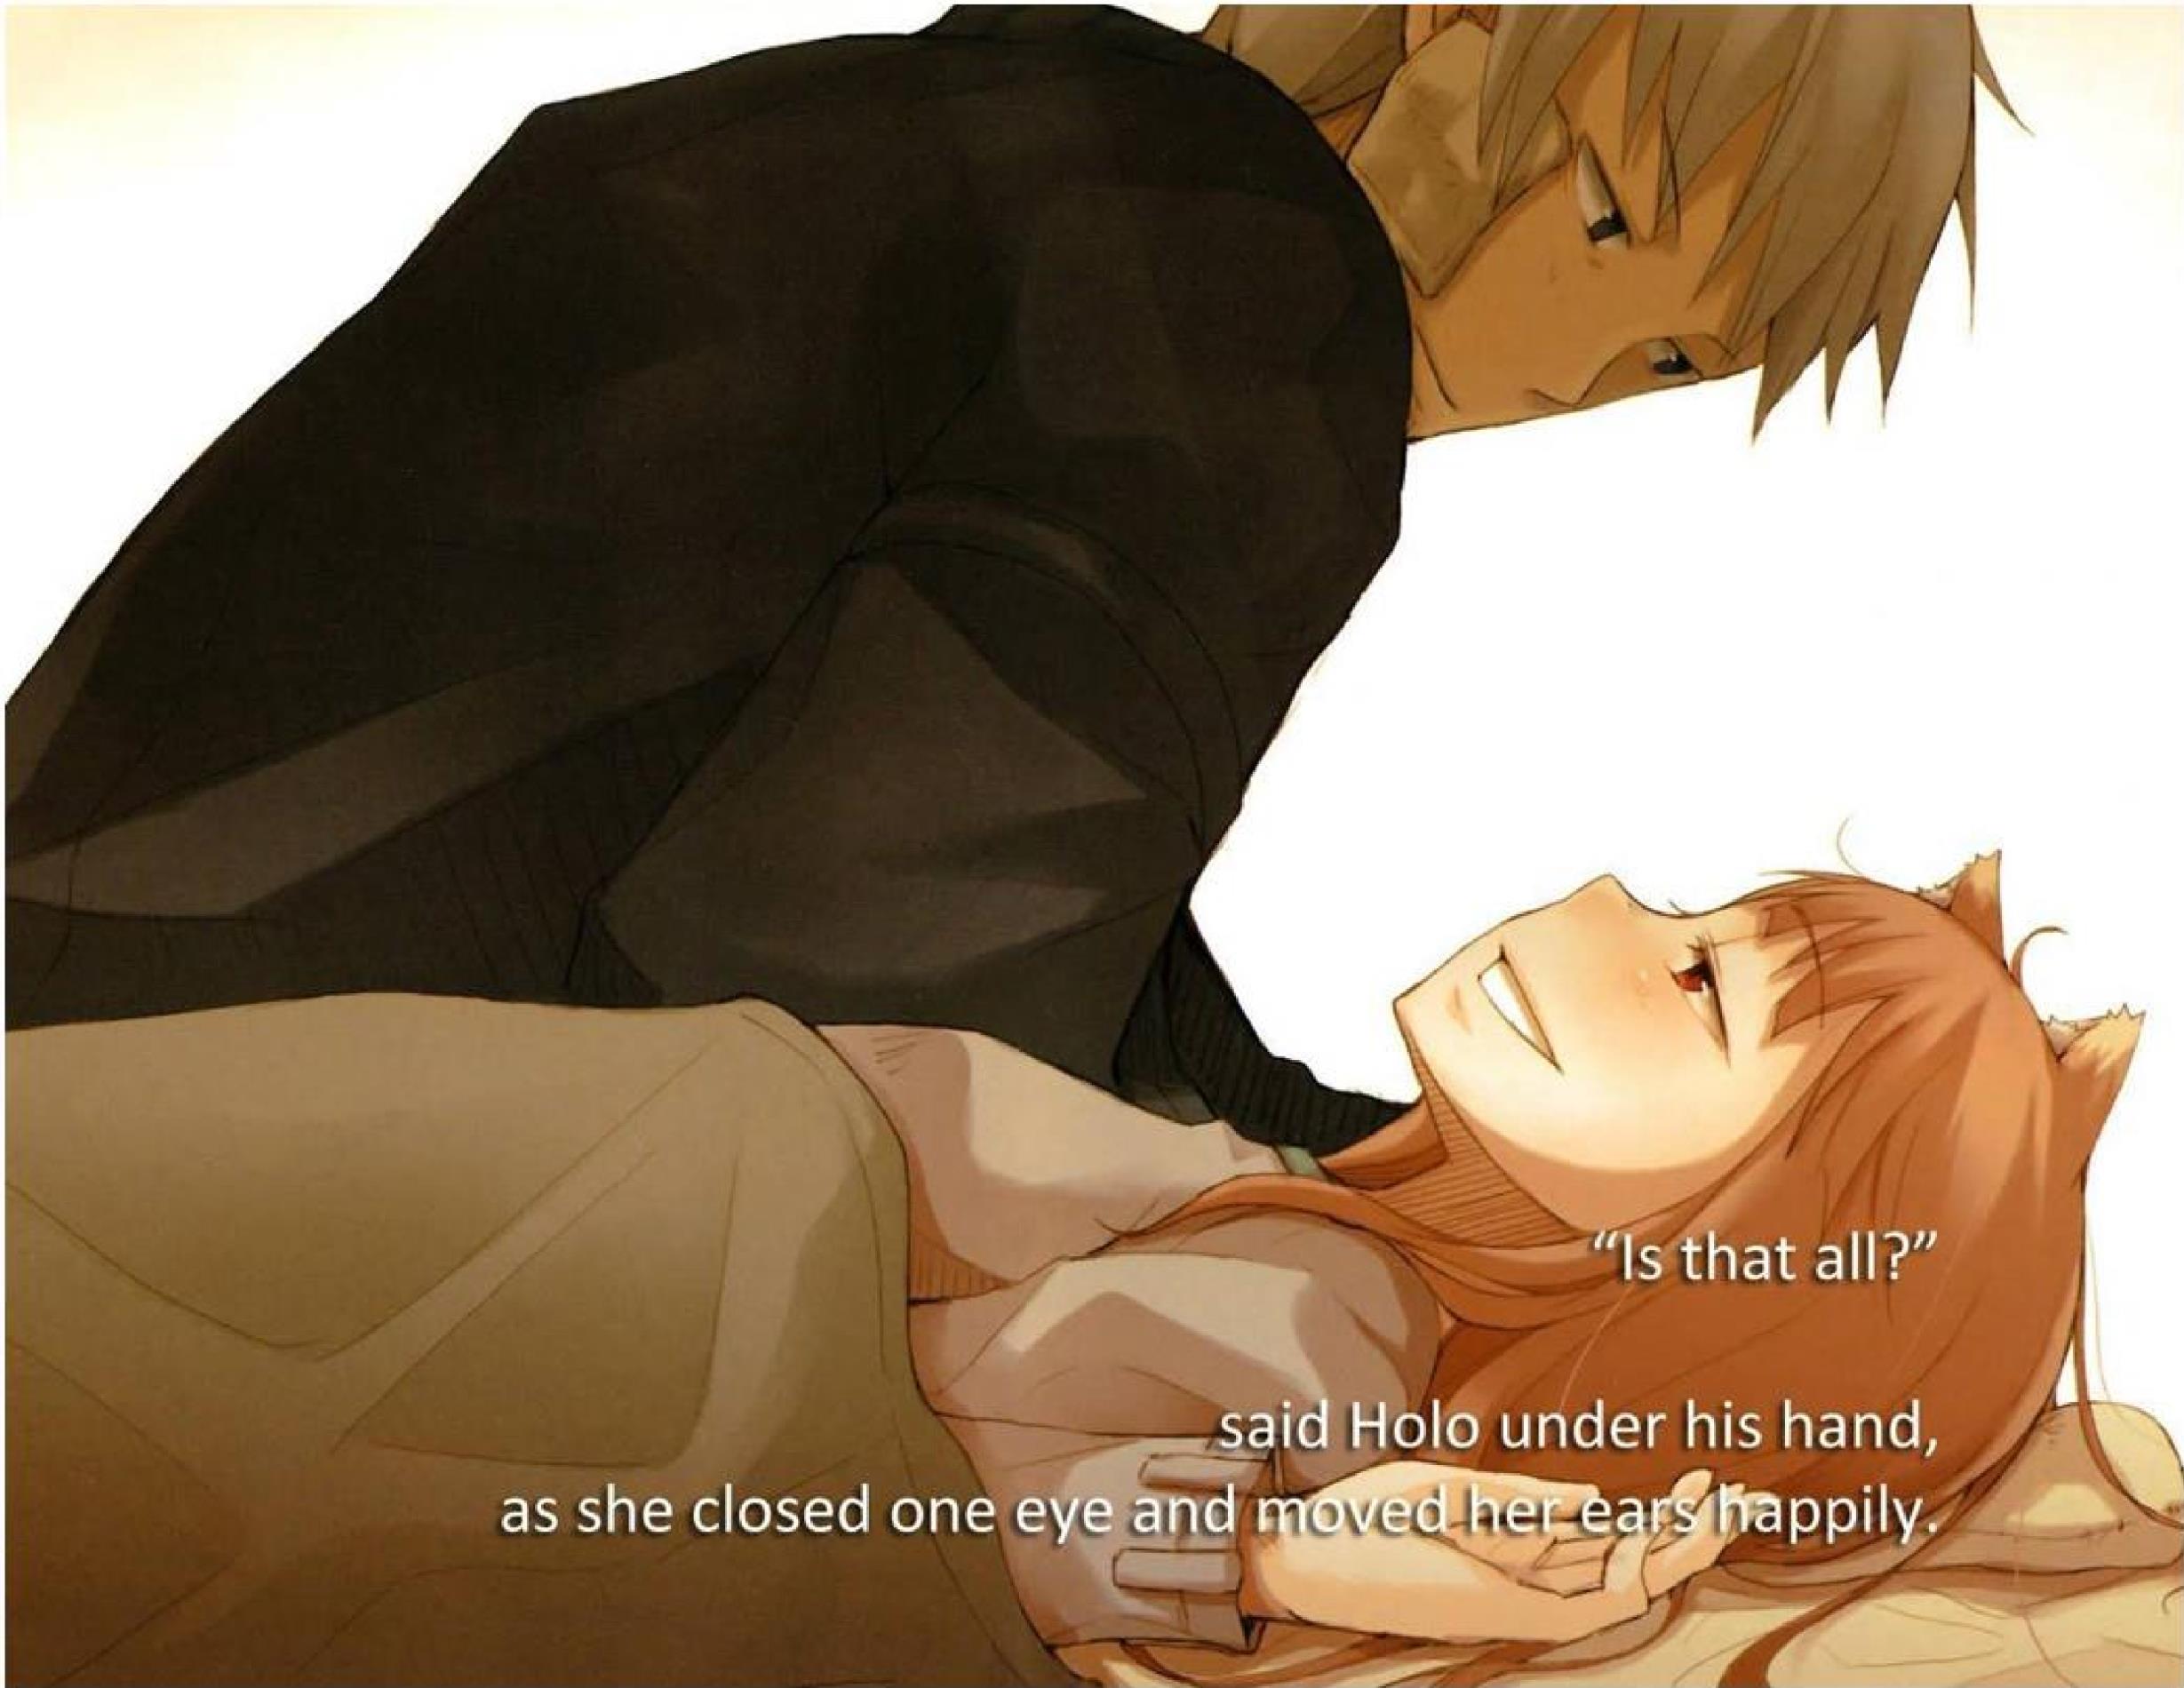 “Is that all?”
said Holo under his hand,
as she closed one eye and moved her ears happily.